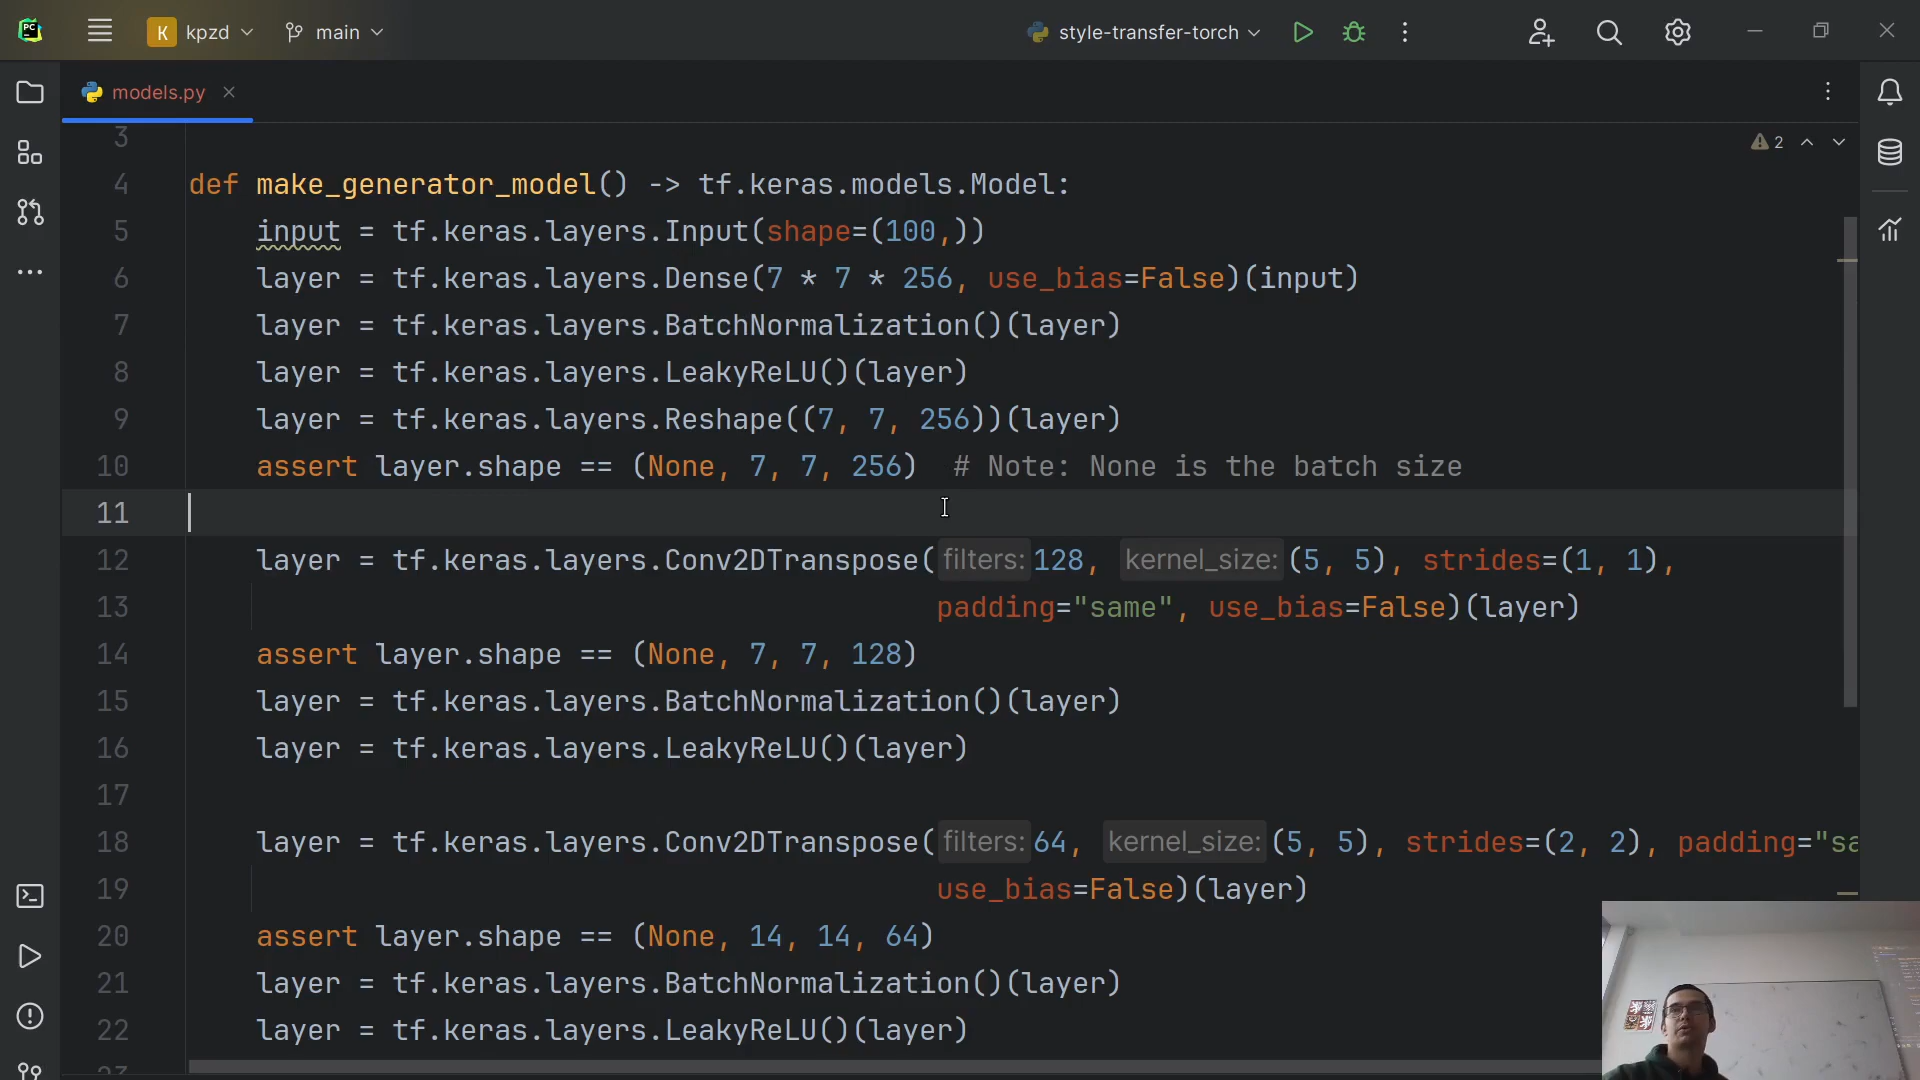 PC
K kpzd main style-transfer-torch
models.py
2
3
4 def make_generator_model() -> tf.keras.models.Model:
5 input = tf.keras.layers.Input(shape=(100,))
6 layer = tf.keras.layers.Dense(7 * 7 * 256, use_bias=False)(input)
7 layer = tf.keras.layers.BatchNormalization()(layer)
8 layer = tf.keras.layers.LeakyReLU()(layer)
9 layer = tf.keras.layers.Reshape((7, 7, 256))(layer)
10 assert layer.shape == (None, 7, 7, 256)  # Note: None is the batch size
11
12 layer = tf.keras.layers.Conv2DTranspose(filters: 128, kernel_size: (5, 5), strides=(1, 1),
13 padding="same", use_bias=False)(layer)
14 assert layer.shape == (None, 7, 7, 128)
15 layer = tf.keras.layers.BatchNormalization()(layer)
16 layer = tf.keras.layers.LeakyReLU()(layer)
17
18 layer = tf.keras.layers.Conv2DTranspose(filters: 64, kernel_size: (5, 5), strides=(2, 2), padding="sa
19 use_bias=False)(layer)
20 assert layer.shape == (None, 14, 14, 64)
21 layer = tf.keras.layers.BatchNormalization()(layer)
22 layer = tf.keras.layers.LeakyReLU()(layer)